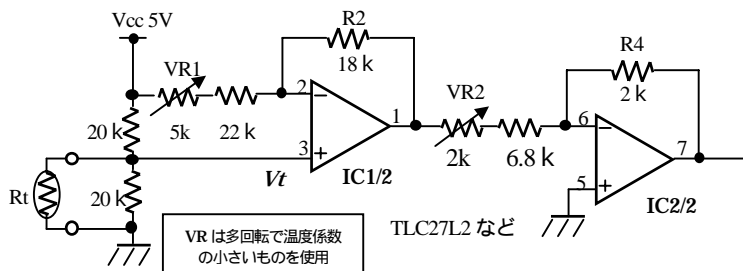 Vcc 5V
R2
18 k
VR1
5k
22 k
2
3
1
IC1/2
20 k
Vt
20 k
Rt
VR2
2k
6.8 k
R4
2 k
6
5
7
IC2/2
TLC27L2 など
VR は多回転で温度係数
の小さいものを使用